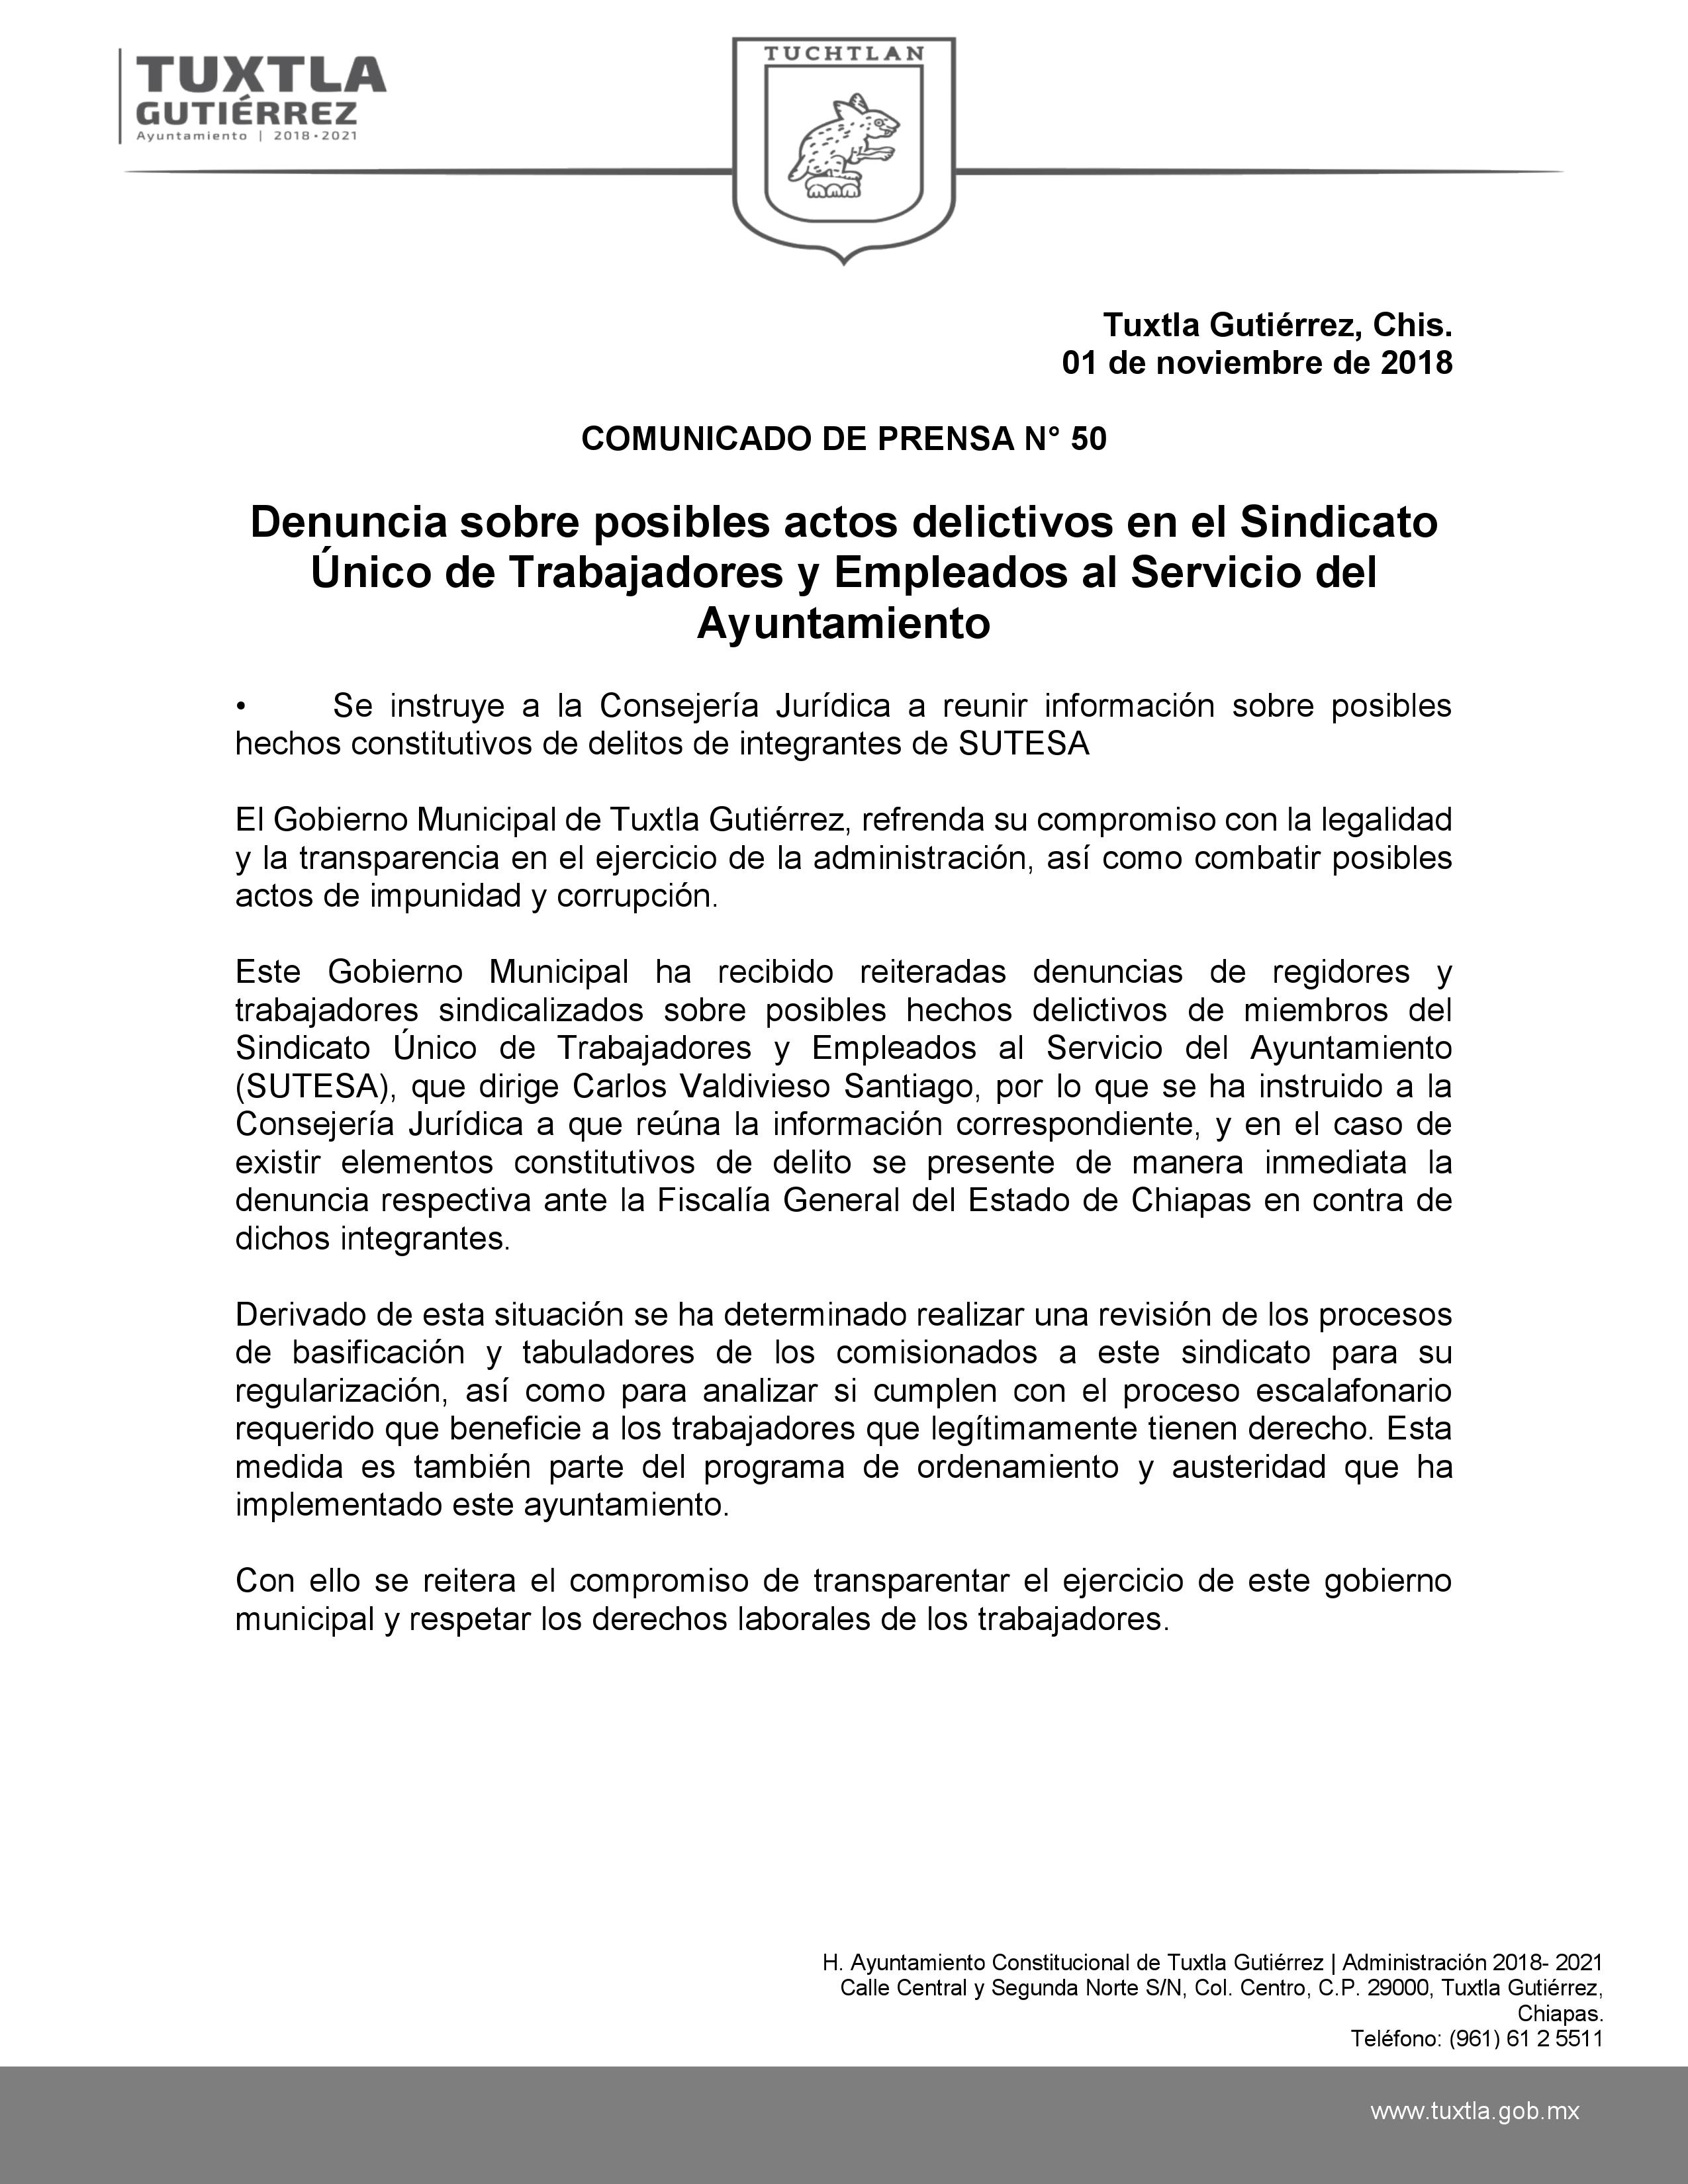 TUXTLA
GUTIÉRREZ
Ayuntamiento | 2018•2021
TUCHTLAN
Tuxtla Gutiérrez, Chis.
01 de noviembre de 2018
COMUNICADO DE PRENSA N° 50
Denuncia sobre posibles actos delictivos en el Sindicato
Único de Trabajadores y Empleados al Servicio del
Ayuntamiento
• Se instruye a la Consejería Jurídica a reunir información sobre posibles
hechos constitutivos de delitos de integrantes de SUTESA
El Gobierno Municipal de Tuxtla Gutiérrez, refrenda su compromiso con la legalidad
y la transparencia en el ejercicio de la administración, así como combatir posibles
actos de impunidad y corrupción.
Este Gobierno Municipal ha recibido reiteradas denuncias de regidores y
trabajadores sindicalizados sobre posibles hechos delictivos de miembros del
Sindicato Único de Trabajadores y Empleados al Servicio del Ayuntamiento
(SUTESA), que dirige Carlos Valdivieso Santiago, por lo que se ha instruido a la
Consejería Jurídica a que reúna la información correspondiente, y en el caso de
existir elementos constitutivos de delito se presente de manera inmediata la
denuncia respectiva ante la Fiscalía General del Estado de Chiapas en contra de
dichos integrantes.
Derivado de esta situación se ha determinado realizar una revisión de los procesos
de basificación y tabuladores de los comisionados a este sindicato para su
regularización, así como para analizar si cumplen con el proceso escalafonario
requerido que beneficie a los trabajadores que legítimamente tienen derecho. Esta
medida es también parte del programa de ordenamiento y austeridad que ha
implementado este ayuntamiento.
Con ello se reitera el compromiso de transparentar el ejercicio de este gobierno
municipal y respetar los derechos laborales de los trabajadores.
H. Ayuntamiento Constitucional de Tuxtla Gutiérrez | Administración 2018- 2021
Calle Central y Segunda Norte S/N, Col. Centro, C.P. 29000, Tuxtla Gutiérrez,
Chiapas.
Teléfono: (961) 61 2 5511
www.tuxtla.gob.mx